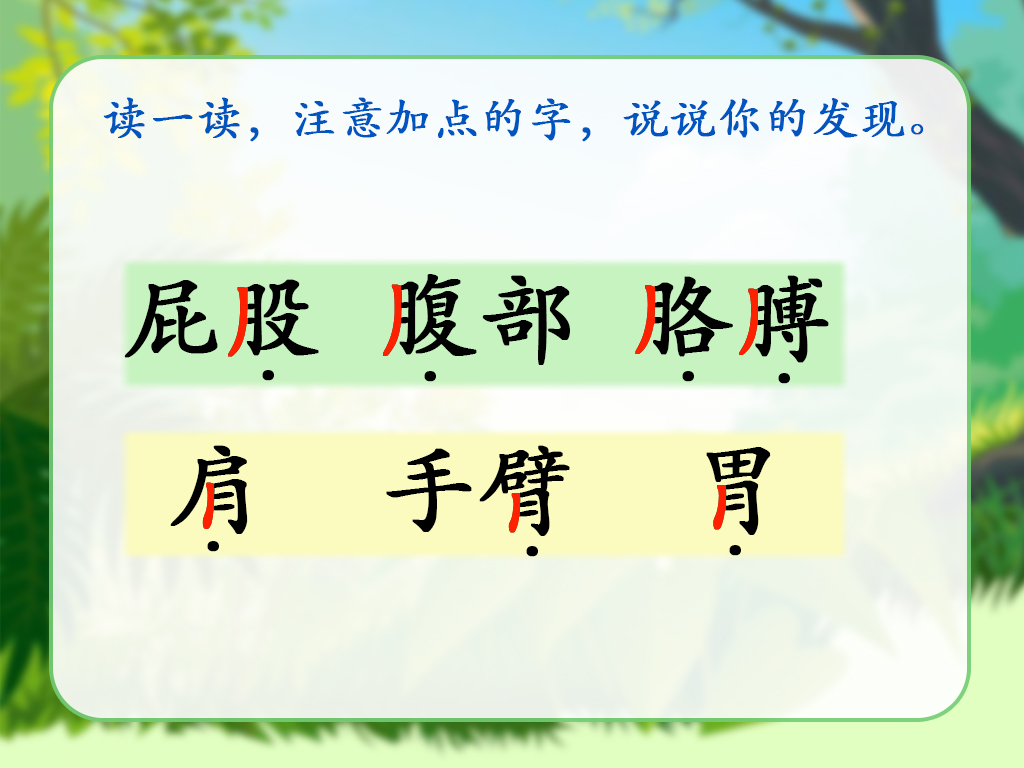 读一读，注意加点的字，说说你的发现。
屁股 腹部 胳膊
肩 手臂 胃